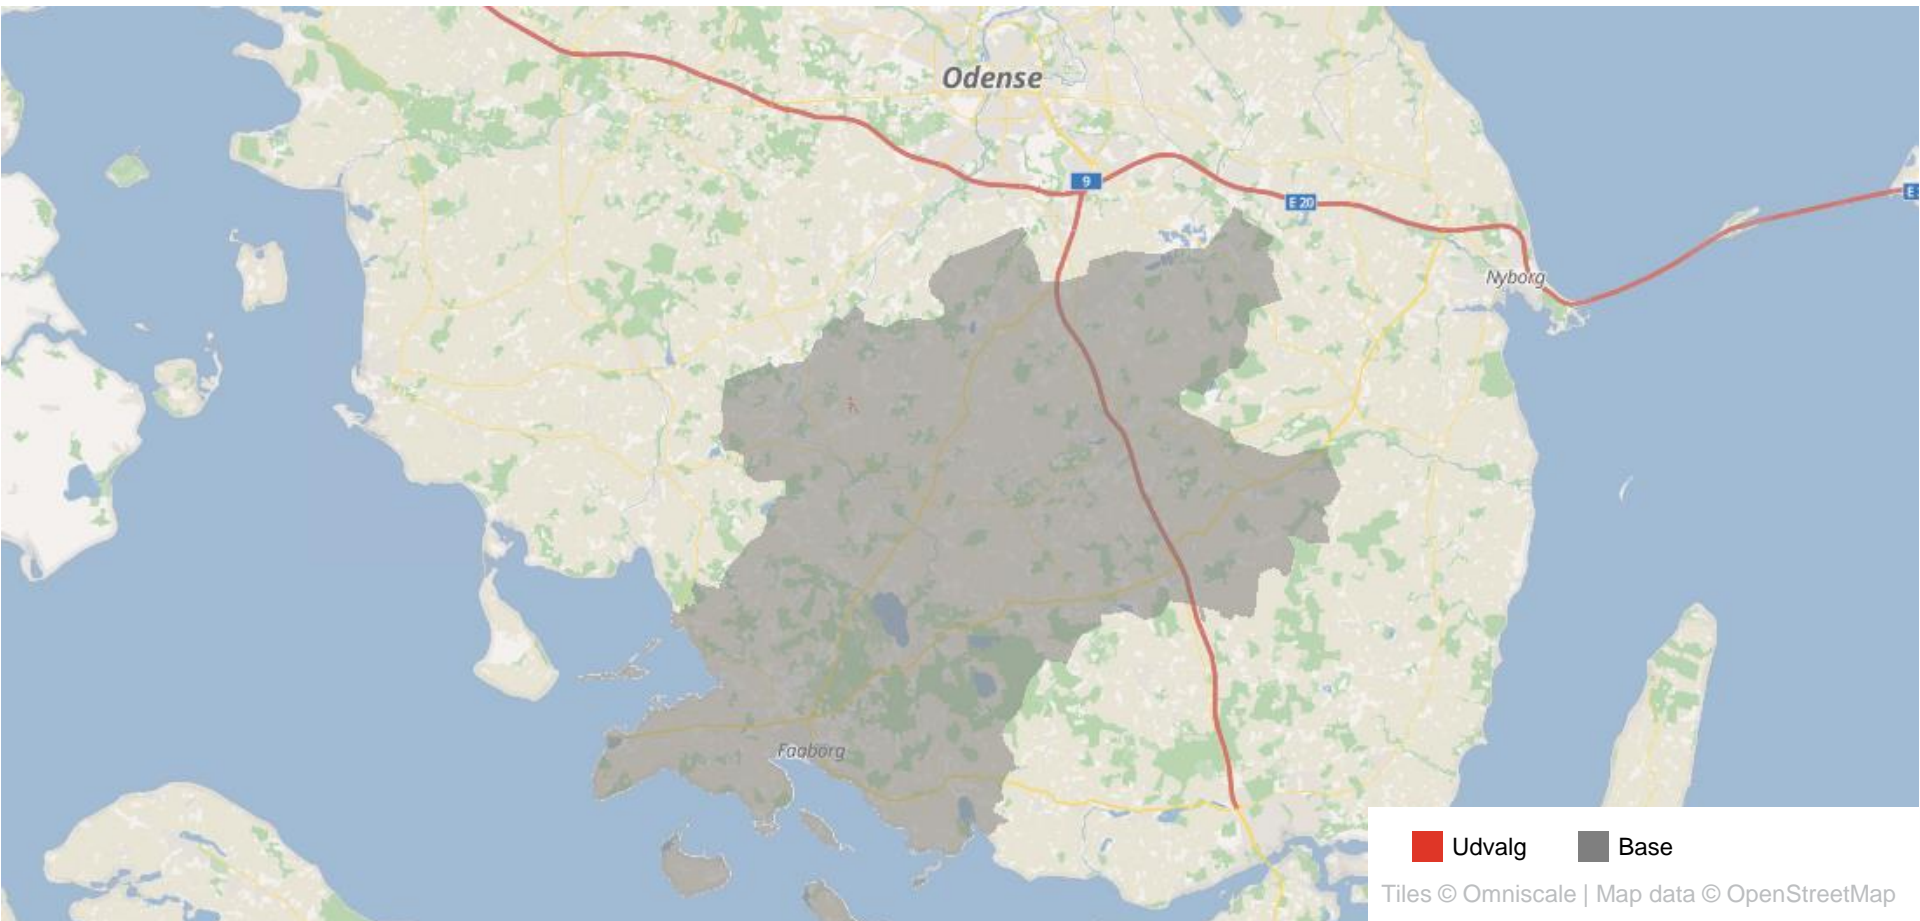 Odense
9
E 20
E
Nyborg
Faaborg
Udvalg
Base
Tiles © Omniscale | Map data © OpenStreetMap